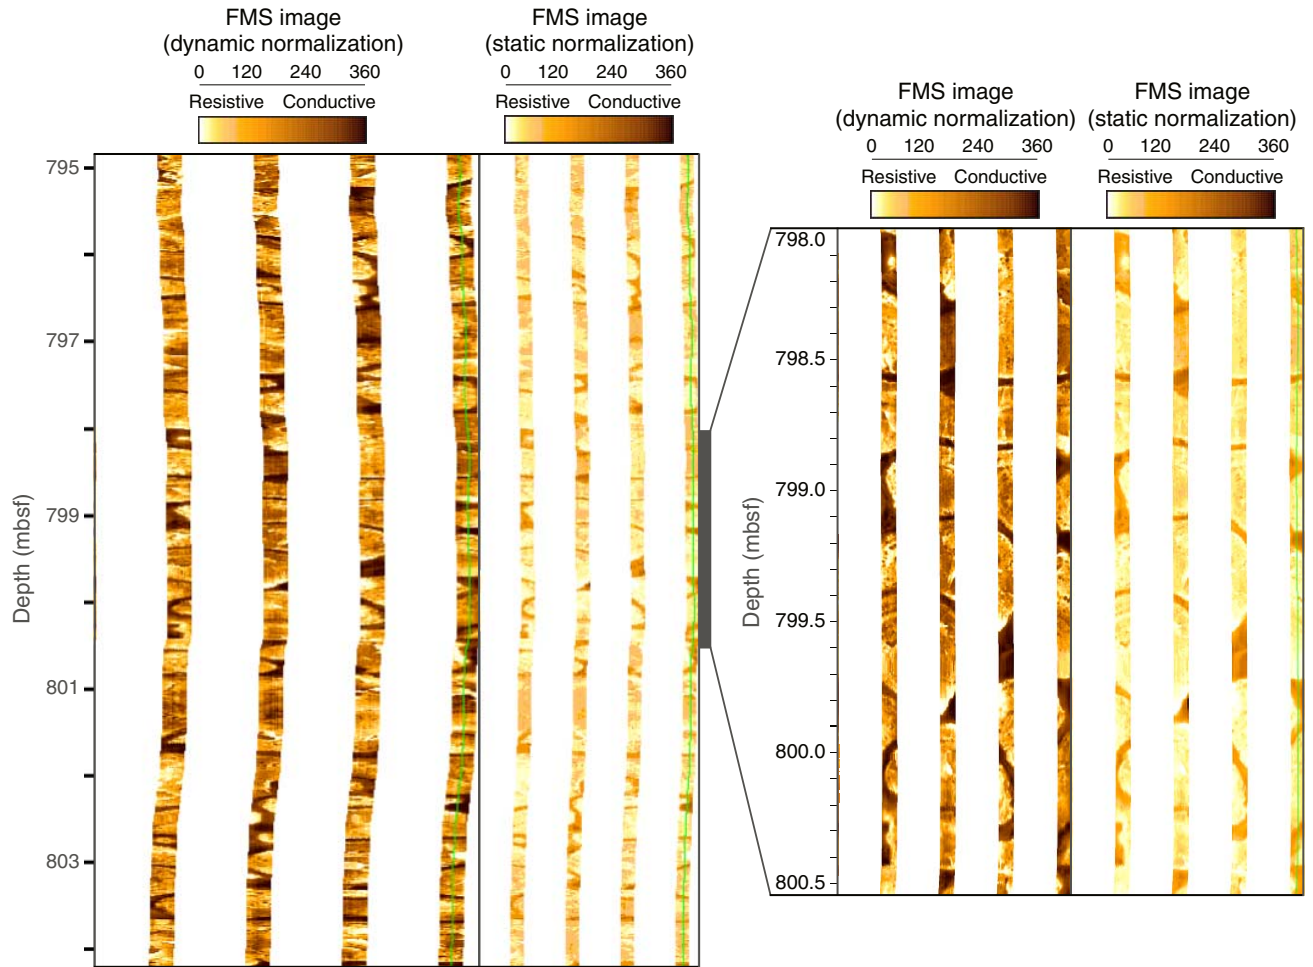 FMS image
(dynamic normalization)
0 120 240 360
Resistive Conductive
FMS image
(static normalization)
0 120 240 360
Resistive Conductive
795
797
799
801
803
Depth (mbsf)
FMS image
(dynamic normalization)
0 120 240 360
Resistive Conductive
FMS image
(static normalization)
0 120 240 360
Resistive Conductive
798.0
798.5
799.0
799.5
800.0
800.5
Depth (mbsf)